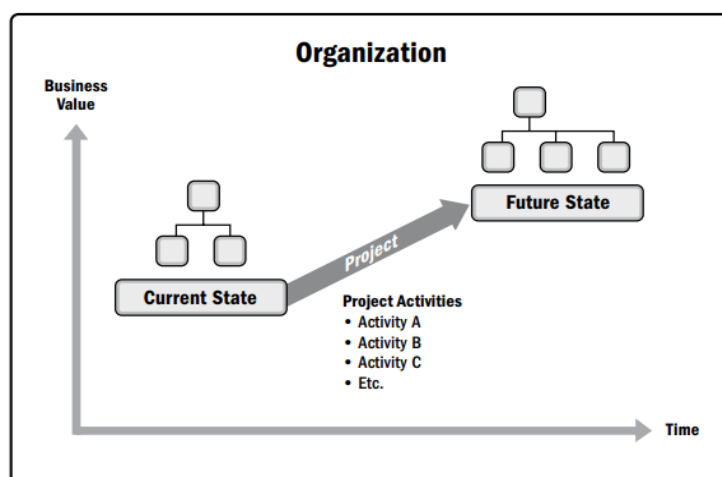 Organization
Business
Value
Future State
Project
Current State
Project Activities
• Activity A
• Activity B
• Activity C
• Etc.
Time